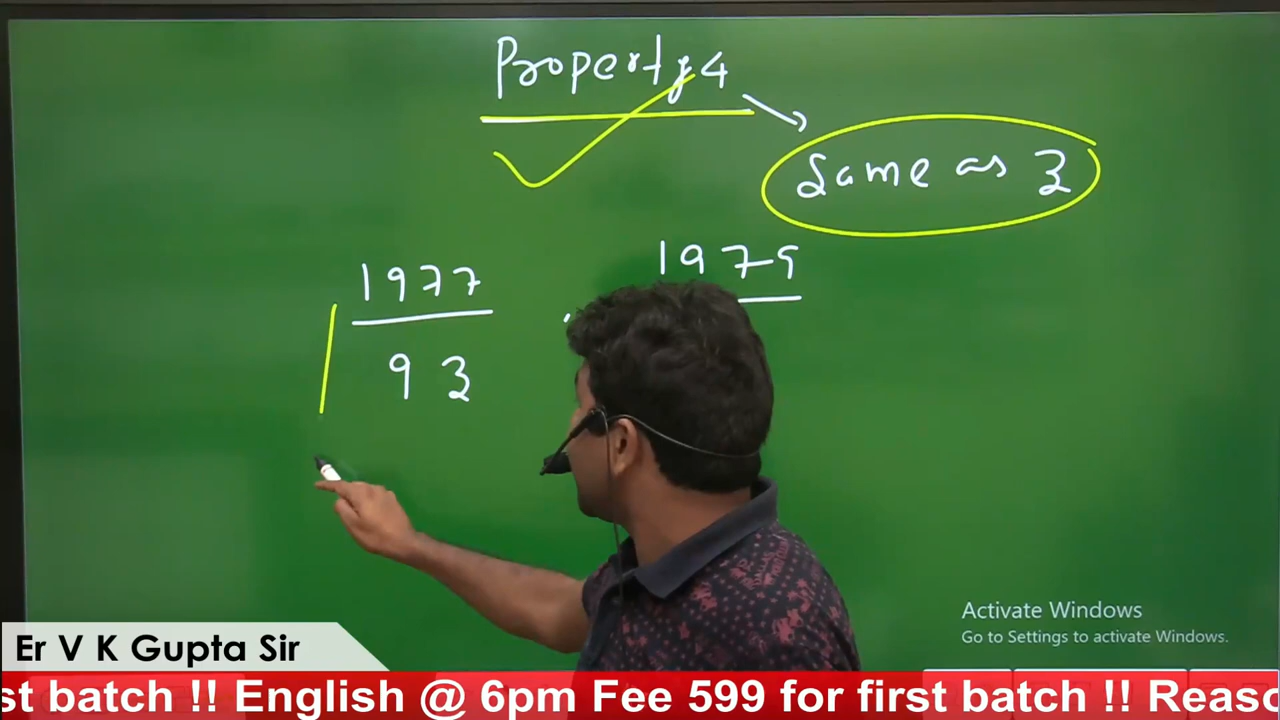 Property 4
Same as 3
1977
93
1979
Activate Windows
Go to Settings to activate Windows.
Er V K Gupta Sir
st batch !! English @ 6pm Fee 599 for first batch !! Reaso